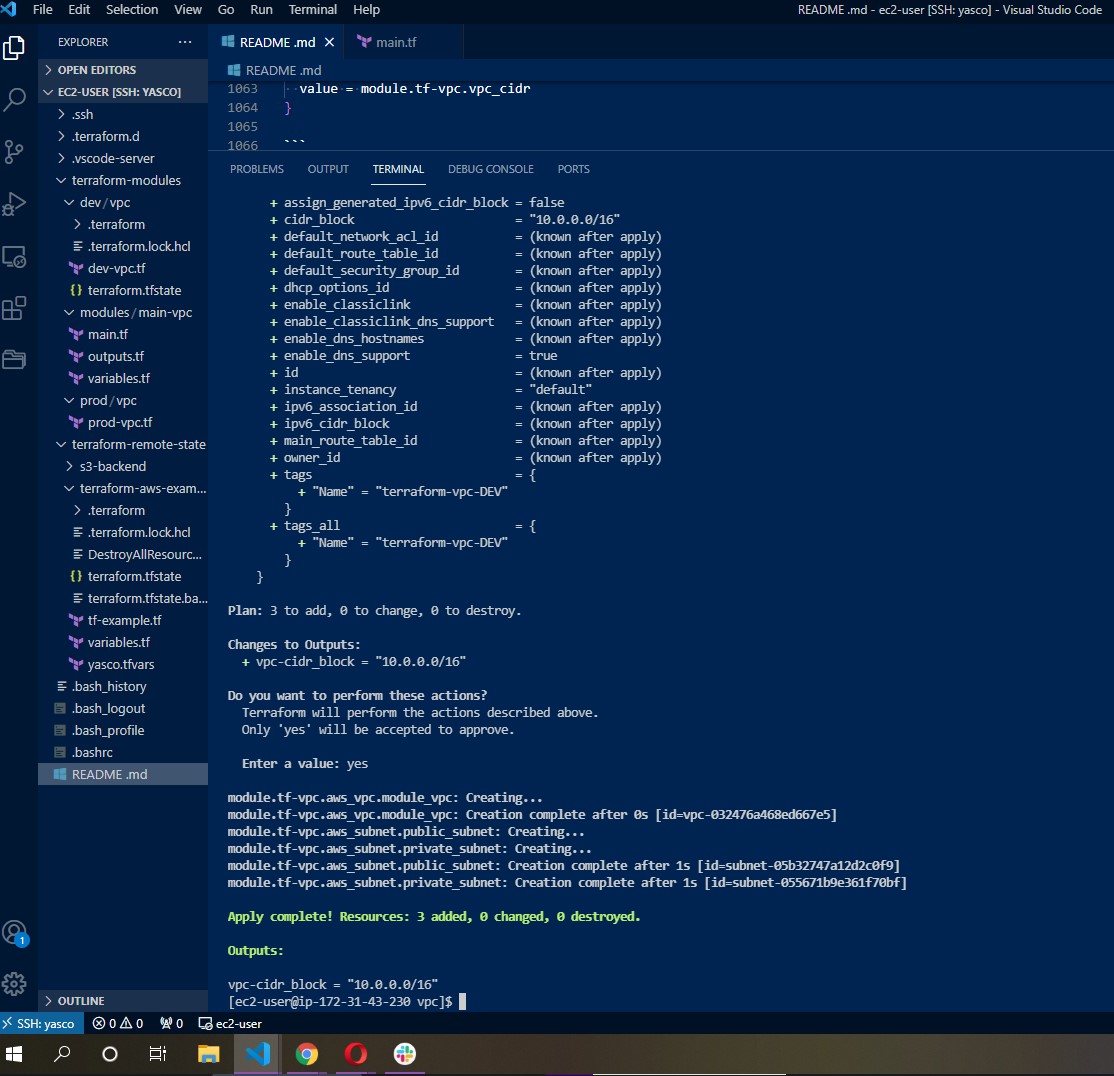 File Edit Selection View Go Run Terminal Help
README .md - ec2-user [SSH: yasco] - Visual Studio Code
EXPLORER
OPEN EDITORS
EC2-USER [SSH: YASCO]
.ssh
.terraform.d
.vscode-server
terraform-modules
dev/vpc
.terraform
.terraform.lock.hcl
dev-vpc.tf
{} terraform.tfstate
modules/main-vpc
main.tf
outputs.tf
variables.tf
prod/vpc
prod-vpc.tf
terraform-remote-state
s3-backend
terraform-aws-exam...
.terraform
.terraform.lock.hcl
DestroyAllResourc...
{} terraform.tfstate
terraform.tfstate.ba...
tf-example.tf
variables.tf
yasco.tfvars
.bash_history
.bash_logout
.bash_profile
.bashrc
README .md
OUTLINE
README .md main.tf
README .md
1063 value = module.tf-vpc.vpc_cidr
1064 }
1065
1066 ```
PROBLEMS OUTPUT TERMINAL DEBUG CONSOLE PORTS
+ assign_generated_ipv6_cidr_block = false
+ cidr_block = "10.0.0.0/16"
+ default_network_acl_id = (known after apply)
+ default_route_table_id = (known after apply)
+ default_security_group_id = (known after apply)
+ dhcp_options_id = (known after apply)
+ enable_classiclink = (known after apply)
+ enable_classiclink_dns_support = (known after apply)
+ enable_dns_hostnames = (known after apply)
+ enable_dns_support = true
+ id = (known after apply)
+ instance_tenancy = "default"
+ ipv6_association_id = (known after apply)
+ ipv6_cidr_block = (known after apply)
+ main_route_table_id = (known after apply)
+ owner_id = (known after apply)
+ tags = {
+ "Name" = "terraform-vpc-DEV"
}
+ tags_all = {
+ "Name" = "terraform-vpc-DEV"
}
}
Plan: 3 to add, 0 to change, 0 to destroy.
Changes to Outputs:
+ vpc-cidr_block = "10.0.0.0/16"
Do you want to perform these actions?
Terraform will perform the actions described above.
Only 'yes' will be accepted to approve.
Enter a value: yes
module.tf-vpc.aws_vpc.module_vpc: Creating...
module.tf-vpc.aws_vpc.module_vpc: Creation complete after 0s [id=vpc-032476a468ed667e5]
module.tf-vpc.aws_subnet.public_subnet: Creating...
module.tf-vpc.aws_subnet.private_subnet: Creating...
module.tf-vpc.aws_subnet.public_subnet: Creation complete after 1s [id=subnet-05b32747a12d2c0f9]
module.tf-vpc.aws_subnet.private_subnet: Creation complete after 1s [id=subnet-055671b9e361f70bf]
Apply complete! Resources: 3 added, 0 changed, 0 destroyed.
Outputs:
vpc-cidr_block = "10.0.0.0/16"
[ec2-user@ip-172-31-43-230 vpc]$
1
SSH: yasco 0 0 0 ec2-user